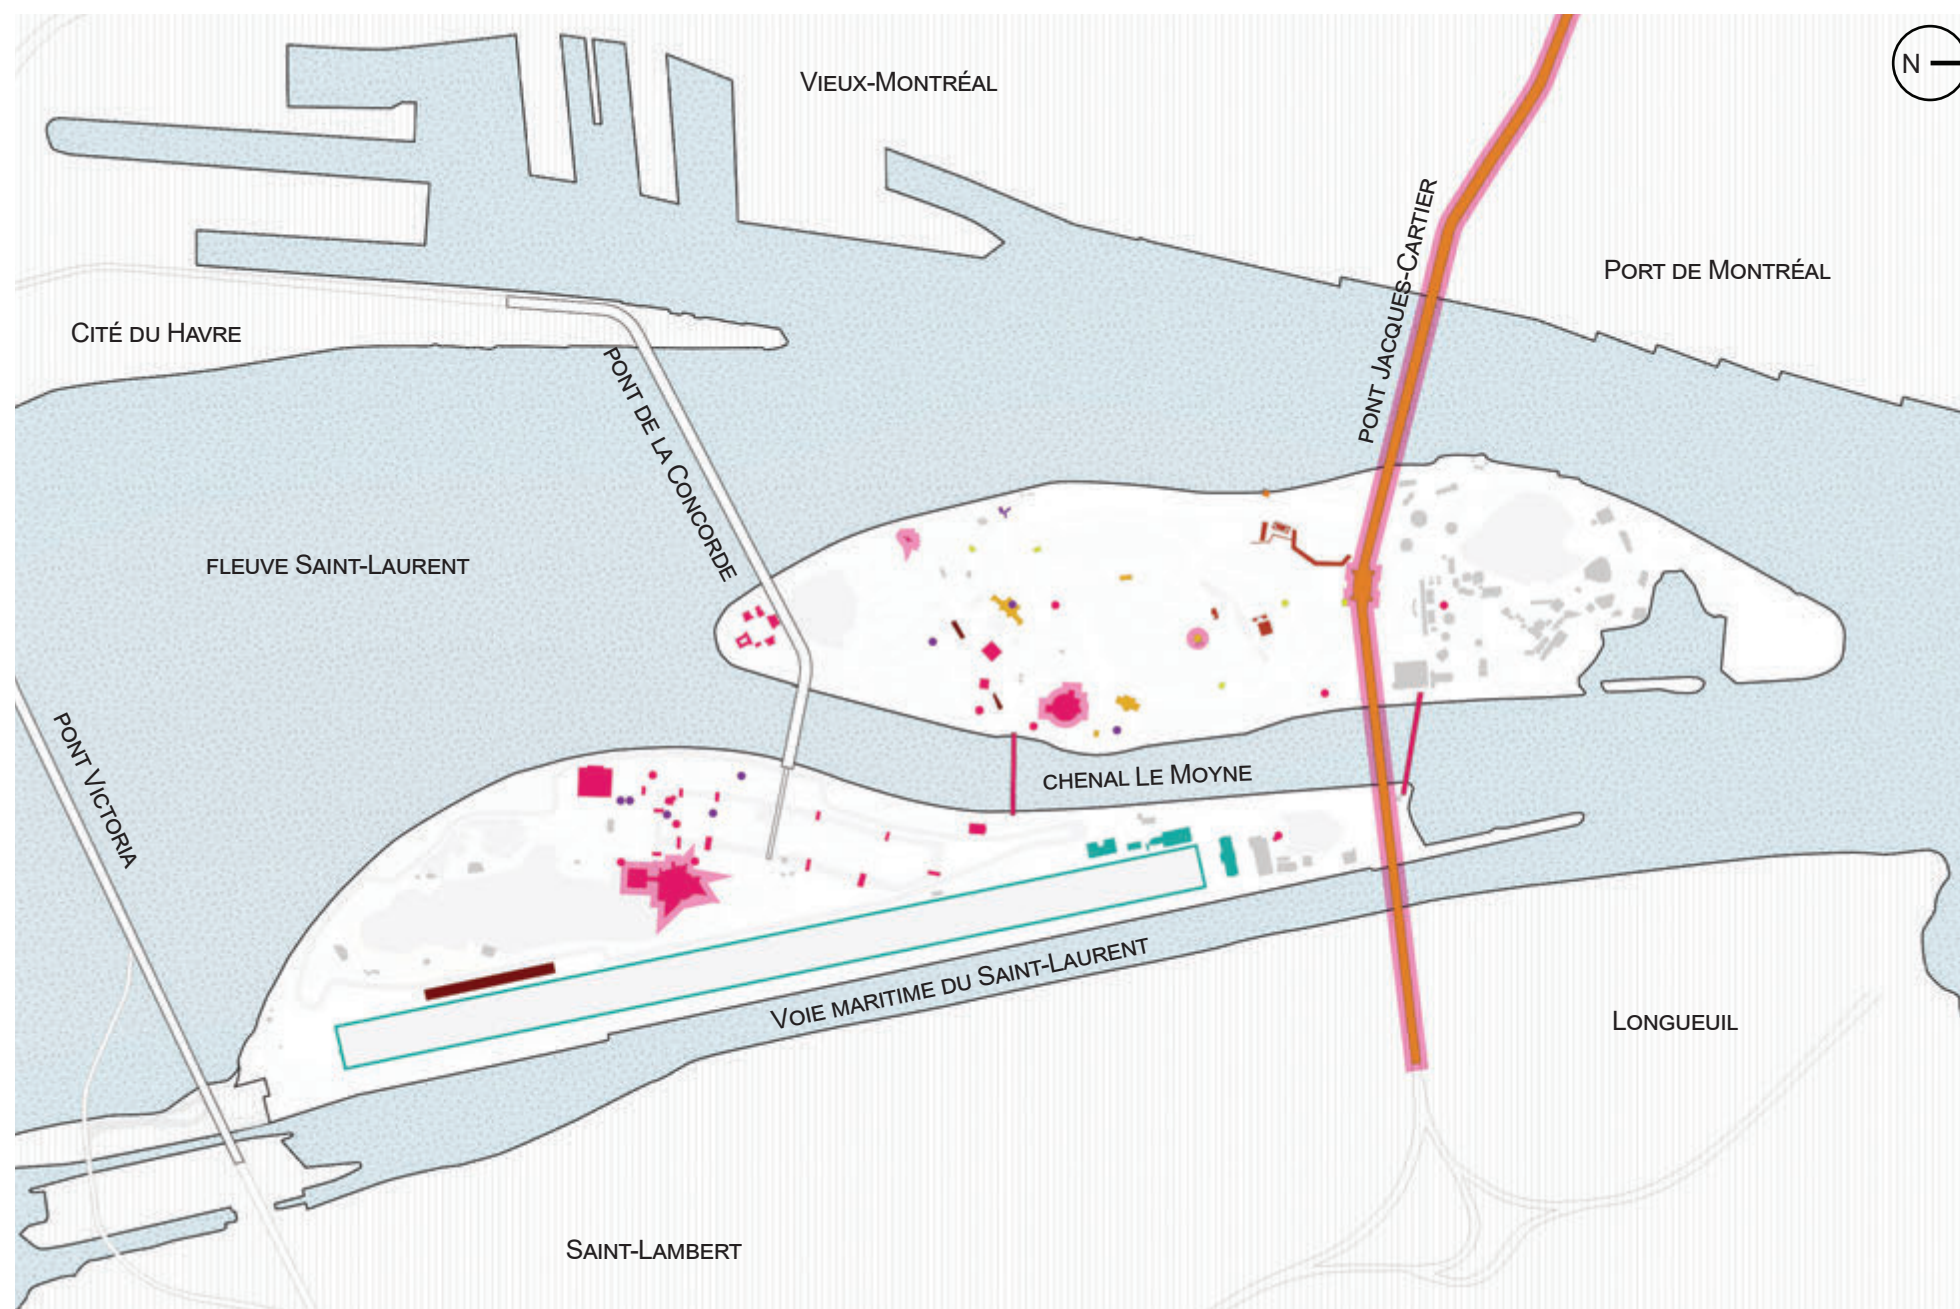 VIEUX-MONTRÉAL
N
PONT JACQUES-CARTIER
PORT DE MONTRÉAL
CITÉ DU HAVRE
PONT DE LA CONCORDE
FLEUVE SAINT-LAURENT
PONT VICTORIA
CHENAL LE MOYNE
VOIE MARITIME DU SAINT-LAURENT
LONGUEUIL
SAINT-LAMBERT